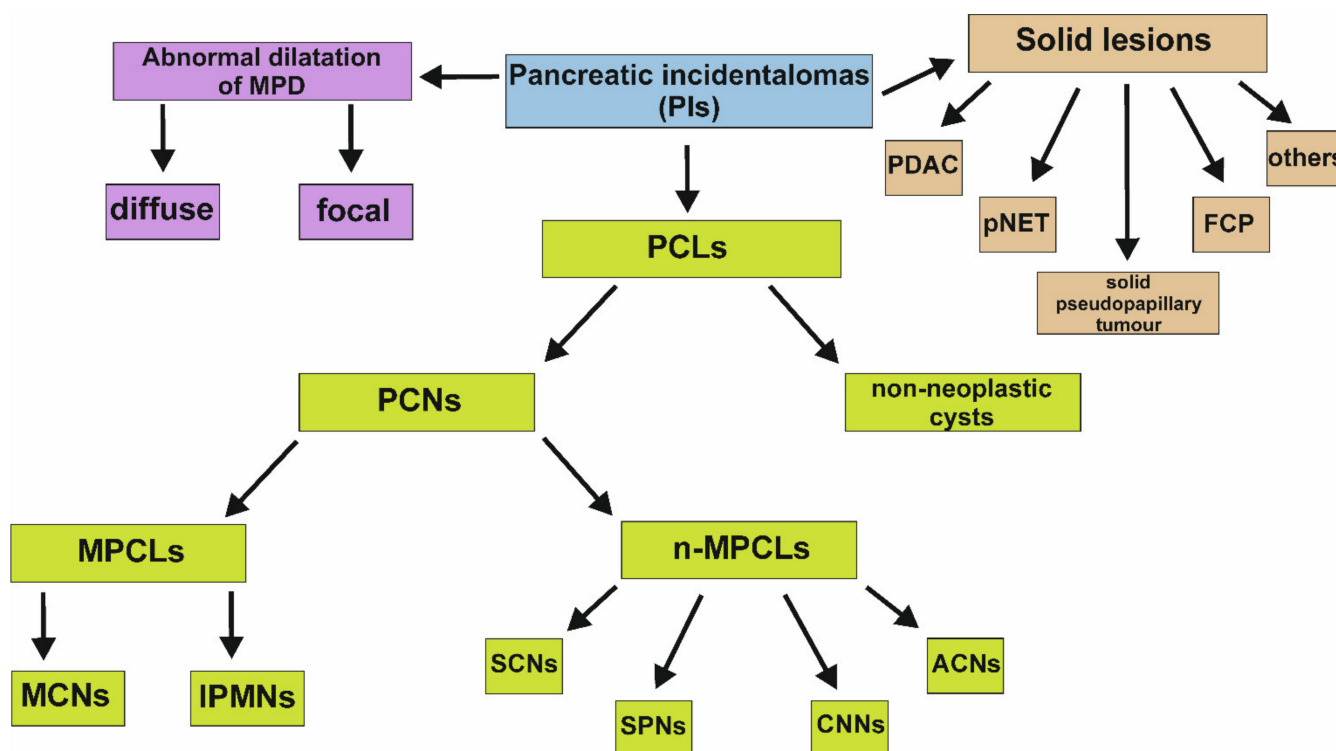 Pancreatic incidentalomas
(PIs)
Abnormal dilatation
of MPD
diffuse
focal
Solid lesions
PDAC
pNET
solid
pseudopapillary
tumour
FCP
others
PCLs
PCNs
non-neoplastic
cysts
MPCLs
n-MPCLs
MCNs
IPMNs
SCNs
SPNs
CNNs
ACNs